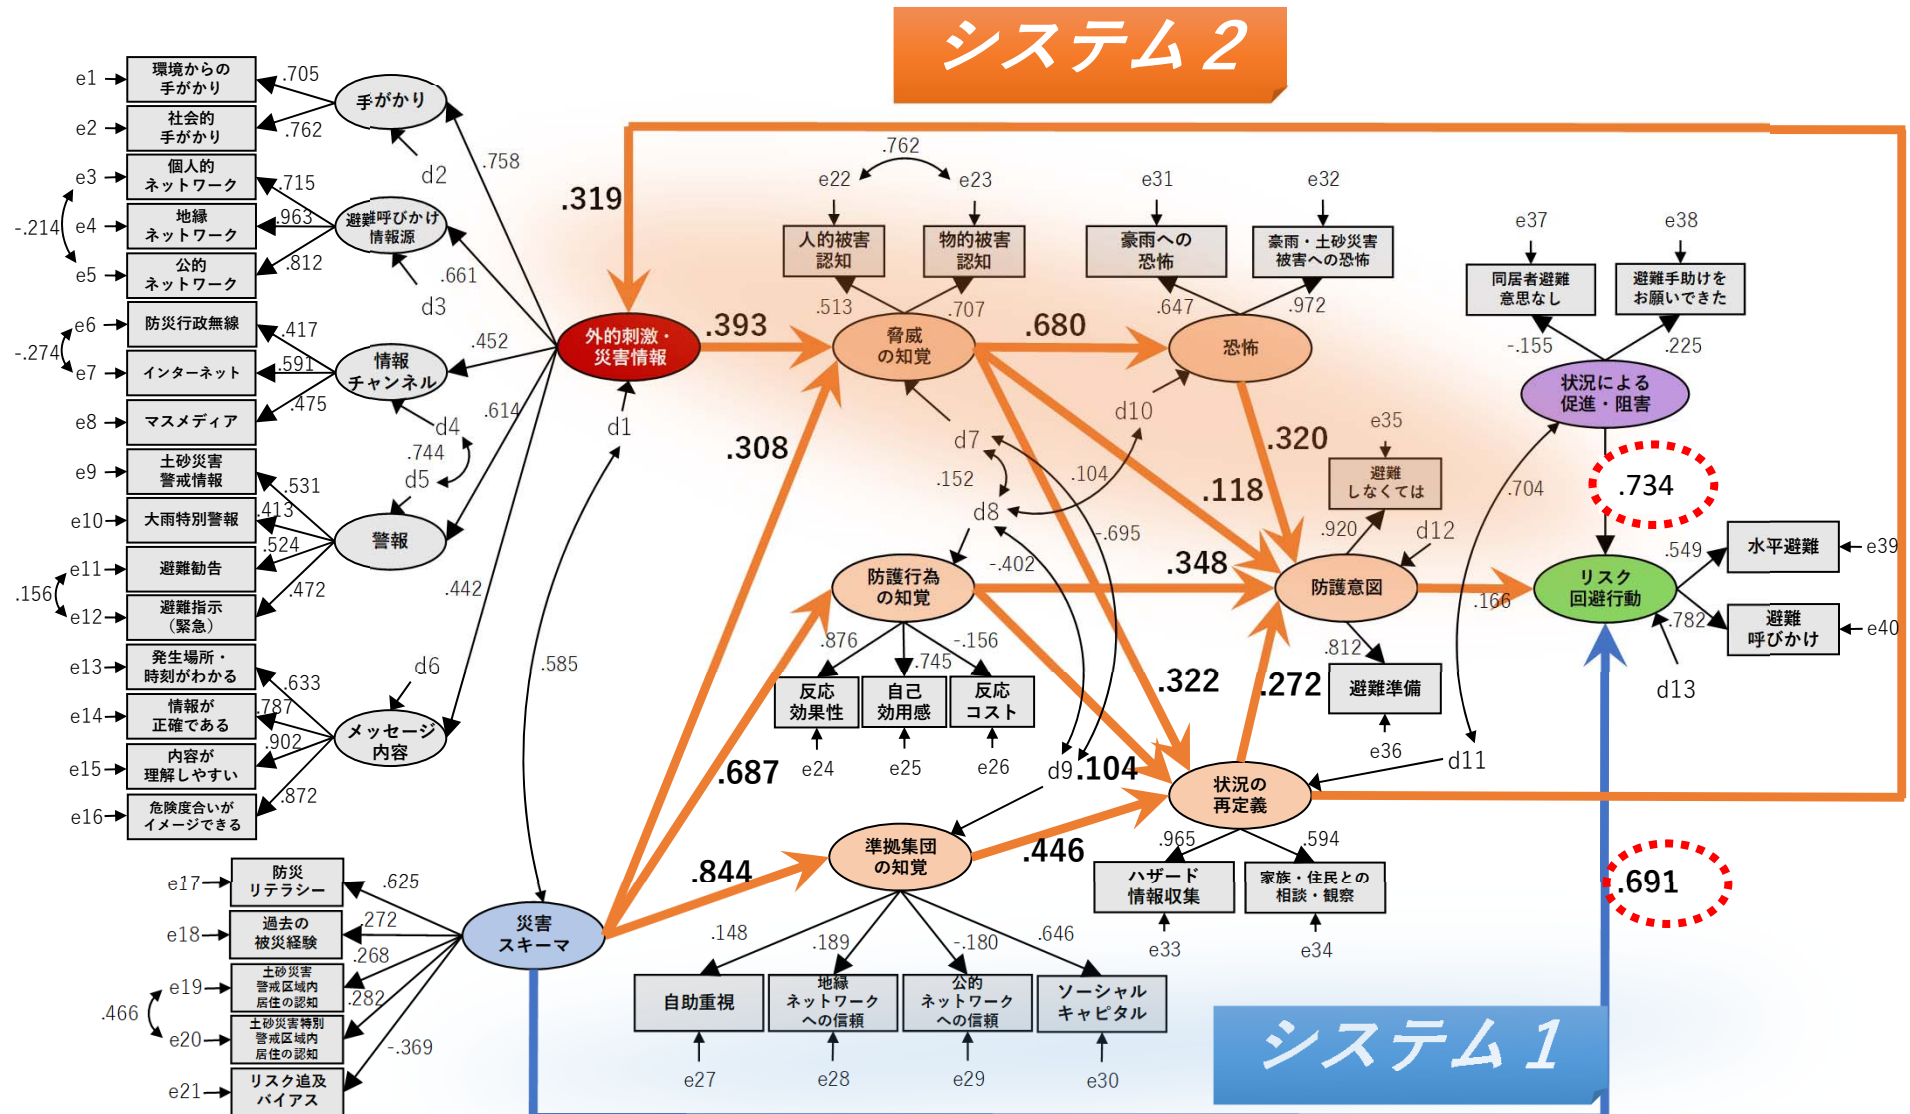 システム２
e1
環境からの
手がかり
.705
e2
社会的
手がかり
.762
手がかり
d2
.758
e3
個人的
ネットワーク
.715
-.214
e4
地縁
ネットワーク
.963
e5
公的
ネットワーク
.812
避難呼びかけ
情報源
d3
.661
e6
防災行政無線
.417
-.274
e7
インターネット
.591
e8
マスメディア
.475
情報
チャンネル
d4
.452
.744
d5
.614
e9
土砂災害
警戒情報
.531
e10
大雨特別警報
.413
e11
避難勧告
.524
.156
e12
避難指示
（緊急）
.472
警報
.442
e13
発生場所・
時刻がわかる
.633
e14
情報が
正確である
.787
e15
内容が
理解しやすい
.902
e16
危険度合いが
イメージできる
.872
d6
メッセージ
内容
e17
防災
リテラシー
.625
e18
過去の
被災経験
.272
e19
土砂災害
警戒区域内
居住の認知
.268
.466
e20
土砂災害特別
警戒区域内
居住の認知
.282
e21
リスク追及
バイアス
-.369
災害
スキーマ
.585
d1
外的刺激・
災害情報
.319
.393
.308
.687
.844
.762
e22
e23
人的被害
認知
物的被害
認知
.513
.707
脅威
の知覚
.680
e31
e32
豪雨への
恐怖
豪雨・土砂災害
被害への恐怖
.647
.972
恐怖
d10
d7
.152
.104
d8
-.402
-.695
.320
.118
.348
.322
.272
e35
避難
しなくては
.920
d12
防護意図
.812
避難準備
e36
防護行為
の知覚
.876
.745
-.156
反応
効果性
自己
効用感
反応
コスト
e24
e25
e26
d9
.104
準拠集団
の知覚
.446
.148
.189
-.180
.646
自助重視
地縁
ネットワーク
への信頼
公的
ネットワーク
への信頼
ソーシャル
キャピタル
e27
e28
e29
e30
状況の
再定義
d11
.965
.594
ハザード
情報収集
家族・住民との
相談・観察
e33
e34
e37
e38
同居者避難
意思なし
避難手助けを
お願いできた
-.155
.225
状況による
促進・阻害
.704
.734
.166
リスク
回避行動
.549
水平避難
e39
.782
避難
呼びかけ
e40
d13
.691
システム１